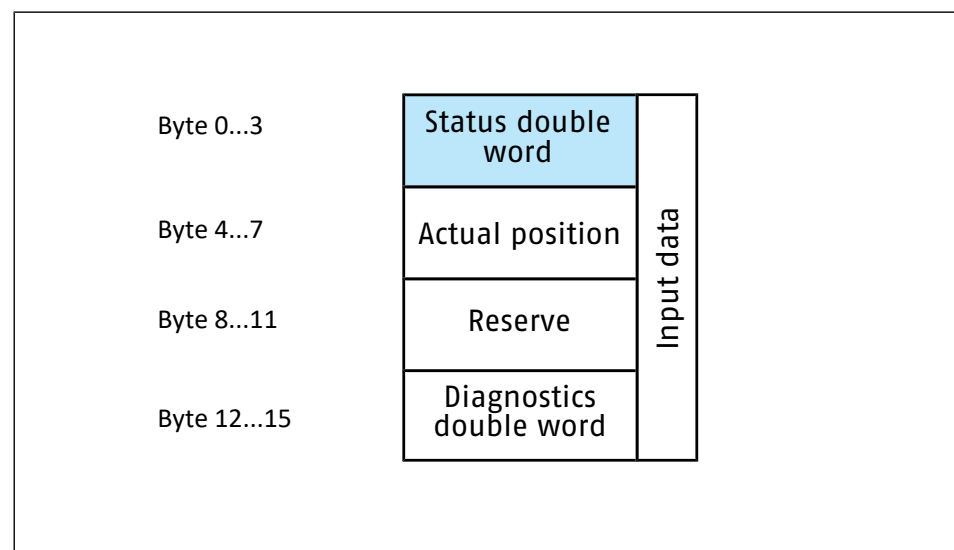 Byte 0...3
Status double
word
Byte 4...7
Actual position
Byte 8...11
Reserve
Byte 12...15
Diagnostics
double word
Input data